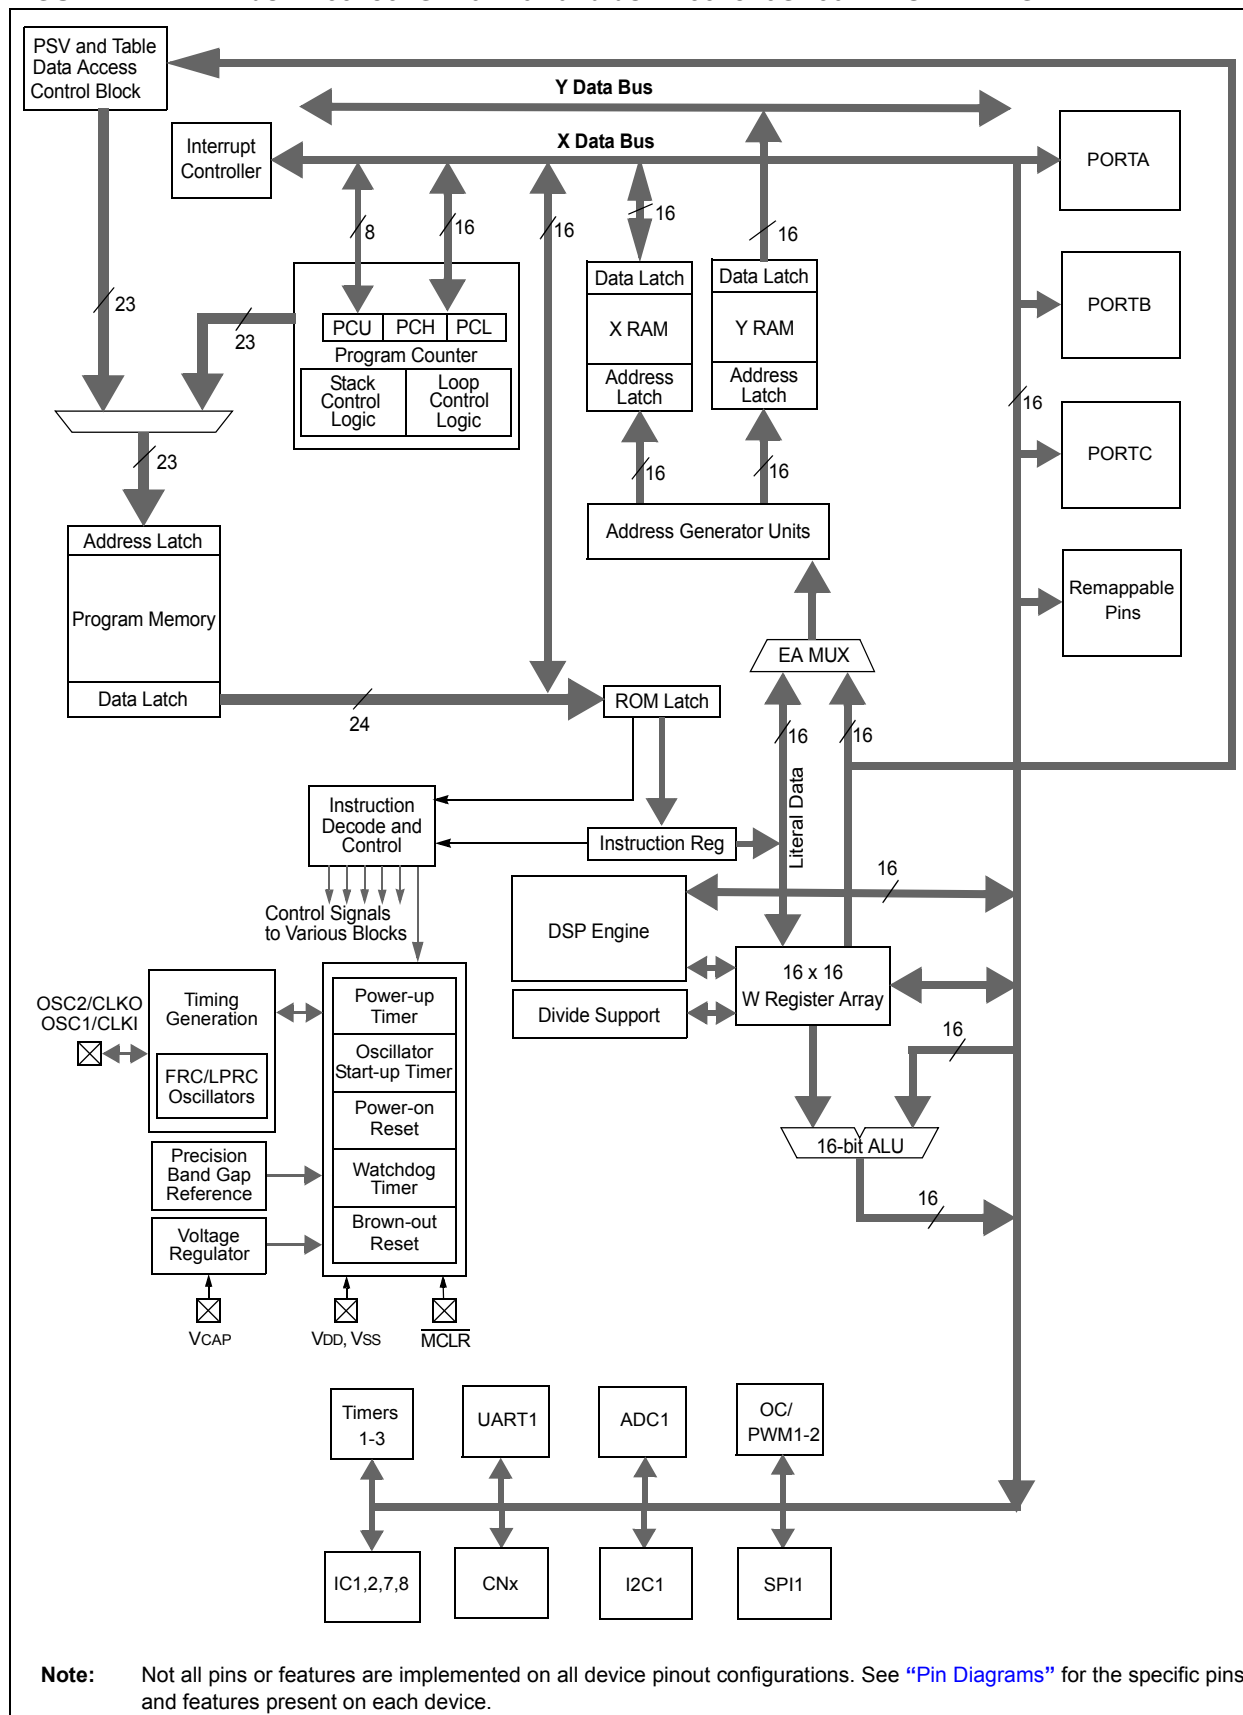 PSV and Table
Data Access
Control Block
Y Data Bus
Interrupt
Controller
X Data Bus
PORTA
8
16
16
16
16
Data Latch
Data Latch
PORTB
23
23
PCU
PCH
PCL
X RAM
Y RAM
Program Counter
Stack
Control
Logic
Loop
Control
Logic
Address
Latch
Address
Latch
16
PORTC
23
16
16
Address Latch
Address Generator Units
Program Memory
Remappable
Pins
EA MUX
Data Latch
24
ROM Latch
16
16
Literal Data
Instruction
Decode and
Control
Instruction Reg
16
Control Signals
to Various Blocks
DSP Engine
16 x 16
W Register Array
Divide Support
OSC2/CLKO
OSC1/CLKI
Timing
Generation
FRC/LPRC
Oscillators
Power-up
Timer
Oscillator
Start-up Timer
Power-on
Reset
Watchdog
Timer
Brown-out
Reset
16
16-bit ALU
16
Precision
Band Gap
Reference
Voltage
Regulator
VCAP
VDD, VSS
MCLR
Timers
1-3
UART1
ADC1
OC/
PWM1-2
IC1,2,7,8
CNx
I2C1
SPI1
Note: Not all pins or features are implemented on all device pinout configurations. See “Pin Diagrams” for the specific pins
and features present on each device.